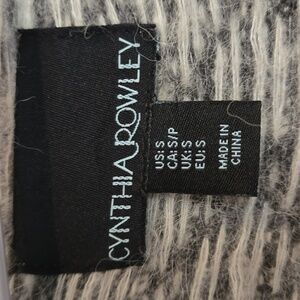 CYNTHIA ROWLEY
US: S
CA: S/P
UK: S
EU: S
MADE IN
CHINA